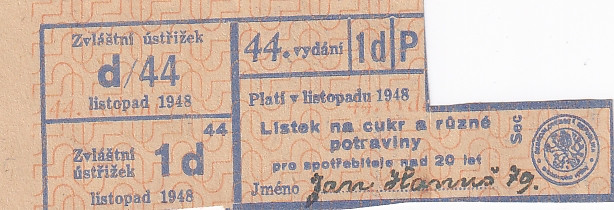 Zvláštní ústřižek
d/44
listopad 1948
44
Zvláštní
ústřižek 1d
listopad 1948
44. vydání 1d P
Platí v listopadu 1948
Lístek na cukr a různé
potraviny
pro spotřebitele nad 20 let
Jméno Jan Hanuš 79.
Sec